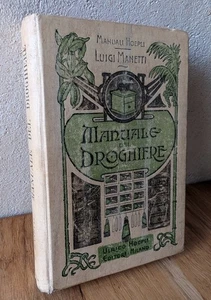 MANUALI HOEPLI
LUIGI MANETTI
MANUALE
DEL
DROGHIERE
ULRICO HOEPLI
EDITORE MILANO